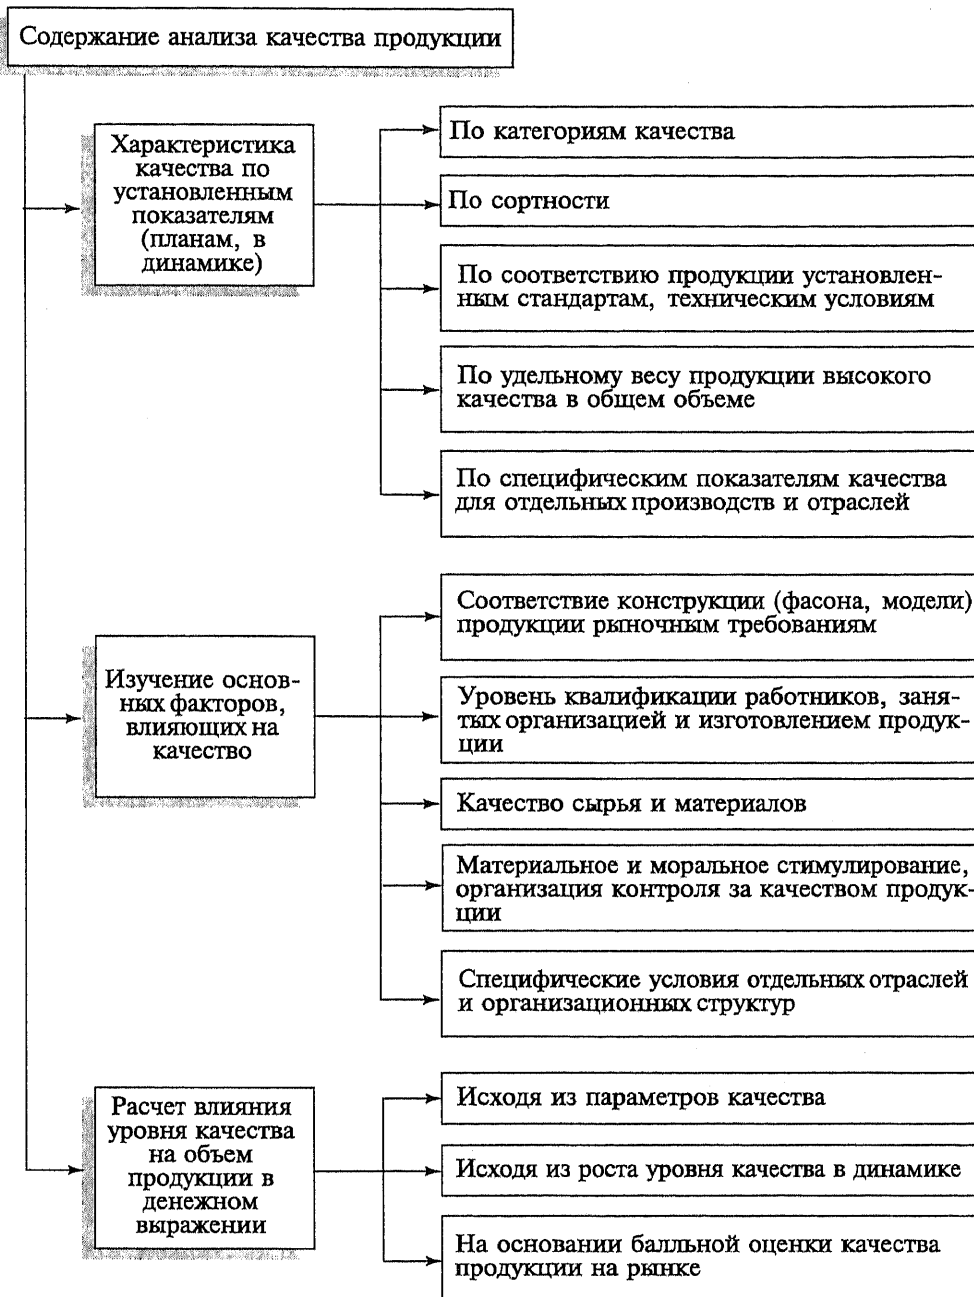 Содержание анализа качества продукции
Характеристика
качества по
установленным
показателям
(планам, в
динамике)
По категориям качества
По сортности
По соответствию продукции установлен-
ным стандартам, техническим условиям
По удельному весу продукции высокого
качества в общем объеме
По специфическим показателям качества
для отдельных производств и отраслей
Изучение основ-
ных факторов,
влияющих на
качество
Соответствие конструкции (фасона, модели)
продукции рыночным требованиям
Уровень квалификации работников, заня-
тых организацией и изготовлением продук-
ции
Качество сырья и материалов
Материальное и моральное стимулирование,
организация контроля за качеством продук-
ции
Специфические условия отдельных отраслей
и организационных структур
Расчет влияния
уровня качества
на объем
продукции в
денежном
выражении
Исходя из параметров качества
Исходя из роста уровня качества в динамике
На основании балльной оценки качества
продукции на рынке